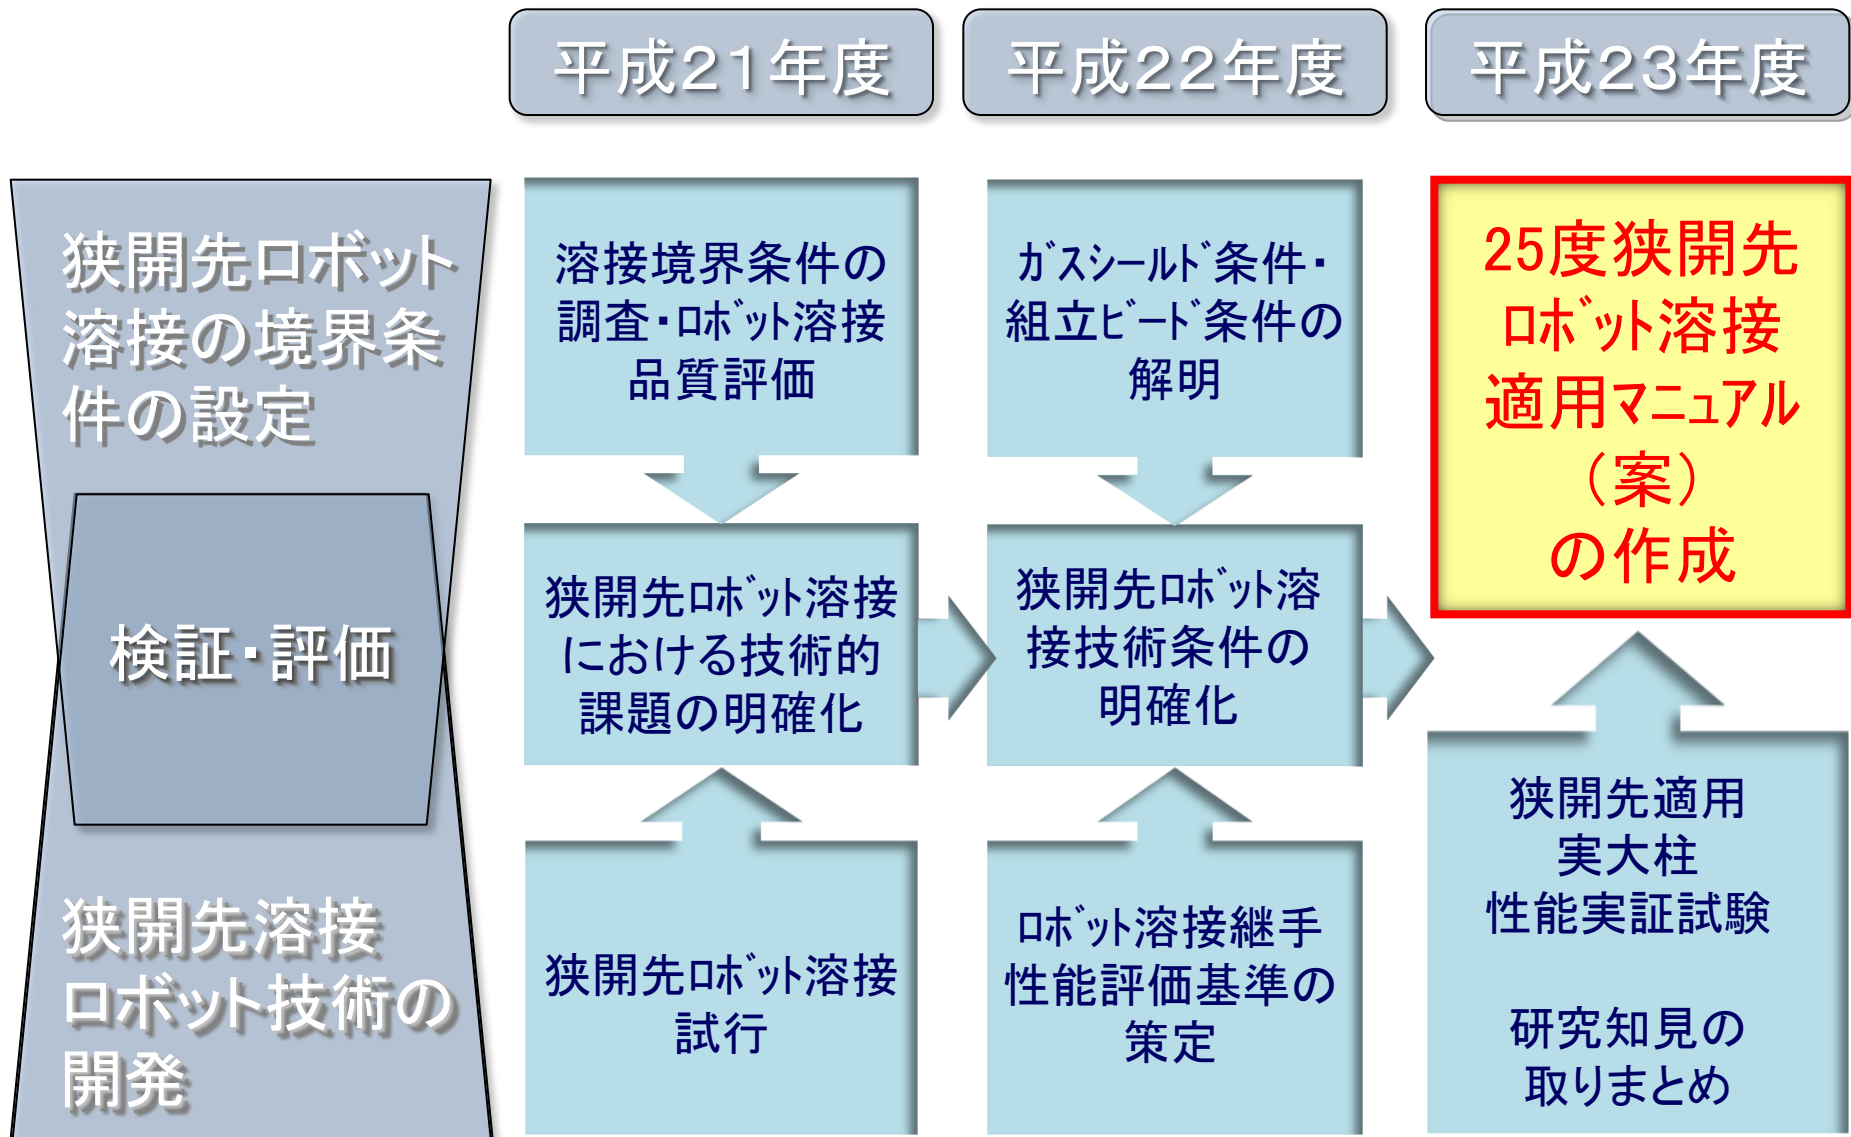 平成２１年度
平成２２年度
平成２３年度
狭開先ロボット
溶接の境界条
件の設定
検証・評価
狭開先溶接
ロボット技術の
開発
溶接境界条件の
調査・ﾛﾎﾞｯﾄ溶接
品質評価
狭開先ﾛﾎﾞｯﾄ溶接
における技術的
課題の明確化
狭開先ﾛﾎﾞｯﾄ溶接
試行
ｶﾞｽｼｰﾙﾄﾞ条件・
組立ﾋﾞｰﾄﾞ条件の
解明
狭開先ﾛﾎﾞｯﾄ溶
接技術条件の
明確化
ﾛﾎﾞｯﾄ溶接継手
性能評価基準の
策定
25度狭開先
ﾛﾎﾞｯﾄ溶接
適用ﾏﾆｭｱﾙ
（案）
の作成
狭開先適用
実大柱
性能実証試験
研究知見の
取りまとめ